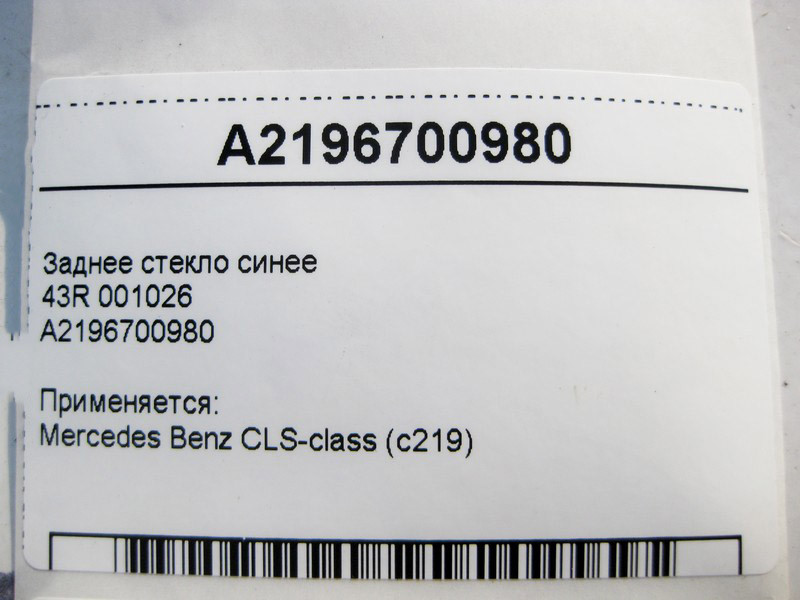 A2196700980
Заднее стекло синее
43R 001026
A2196700980
Применяется:
Mercedes Benz CLS-class (c219)